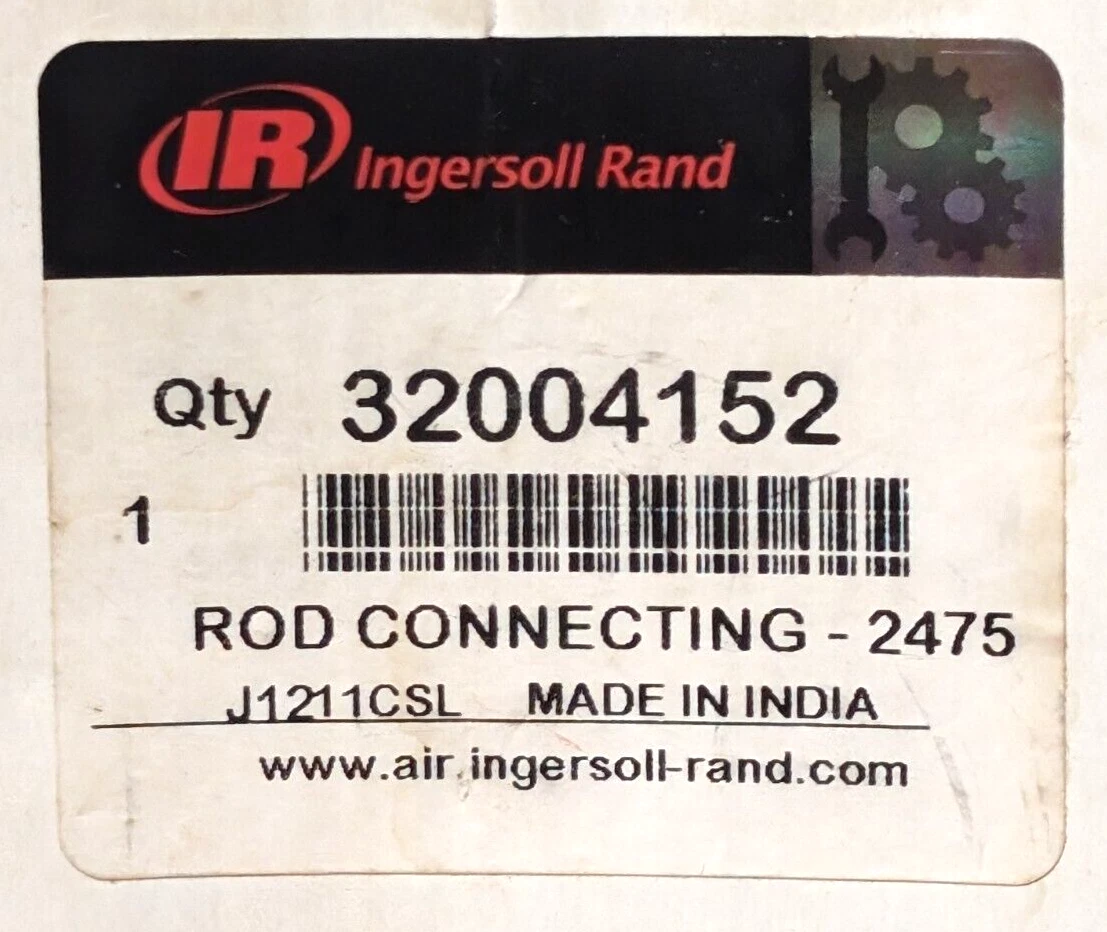 IR Ingersoll Rand
Qty 32004152
1
ROD CONNECTING - 2475
J1211CSL MADE IN INDIA
www.air.ingersoll-rand.com